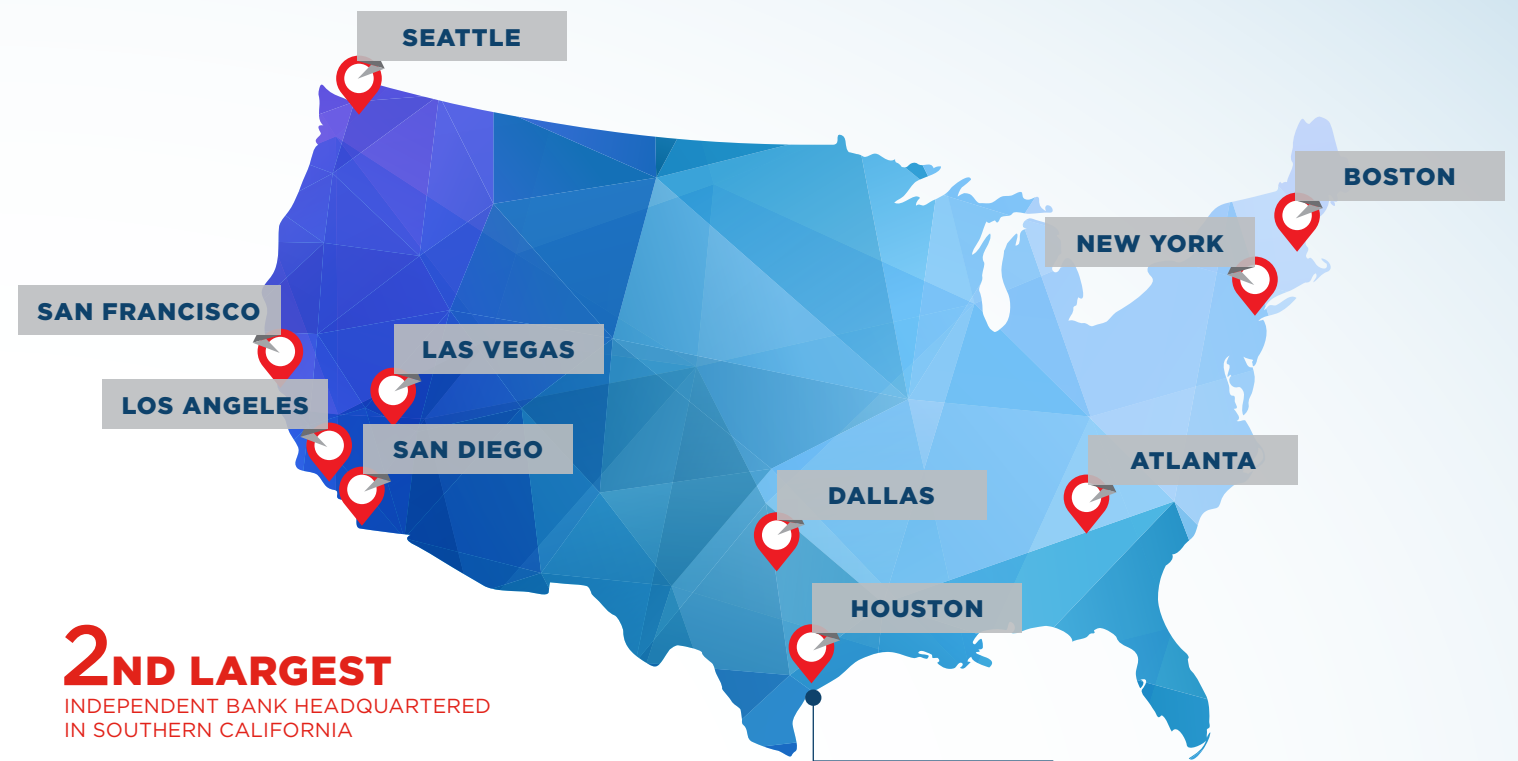 SEATTLE
BOSTON
NEW YORK
SAN FRANCISCO
LAS VEGAS
LOS ANGELES
SAN DIEGO
ATLANTA
DALLAS
HOUSTON
2ND LARGEST
INDEPENDENT BANK HEADQUARTERED
IN SOUTHERN CALIFORNIA